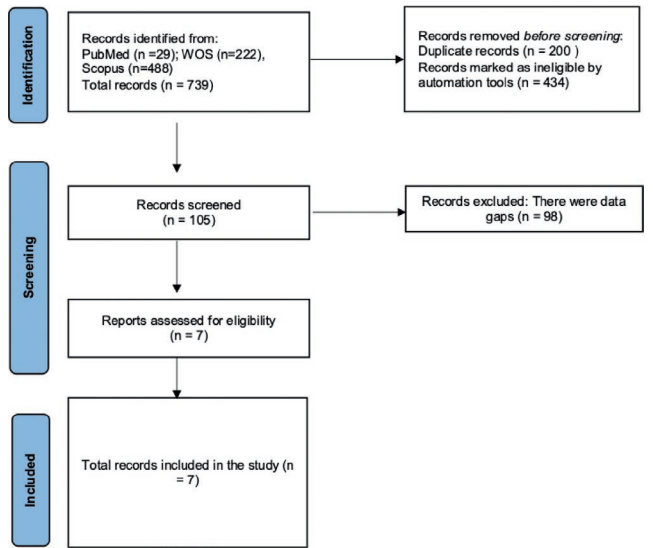 Identification
Records identified from:
PubMed (n =29); WOS (n=222),
Scopus (n=488)
Total records (n = 739)
Records removed before screening:
Duplicate records (n = 200 )
Records marked as ineligible by
automation tools (n = 434)
Screening
Records screened
(n = 105)
Records excluded: There were data
gaps (n = 98)
Reports assessed for eligibility
(n = 7)
Included
Total records included in the study (n
= 7)